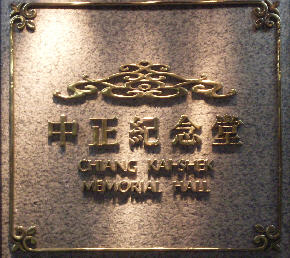 中正紀念堂
CHIANG KAI-SHEK
MEMORIAL HALL